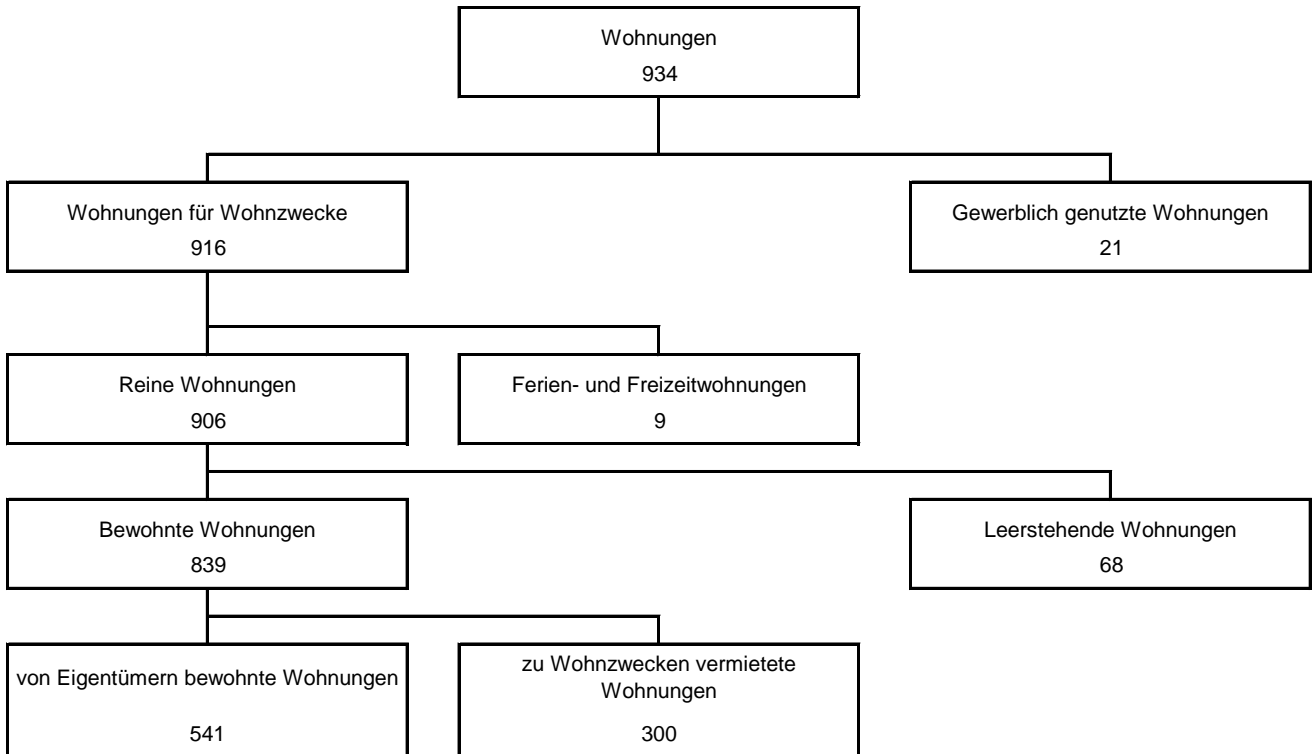 Wohnungen
934
Wohnungen für Wohnzwecke
916
Gewerblich genutzte Wohnungen
21
Reine Wohnungen
906
Ferien- und Freizeitwohnungen
9
Bewohnte Wohnungen
839
Leerstehende Wohnungen
68
von Eigentümern bewohnte Wohnungen
541
zu Wohnzwecken vermietete
Wohnungen
300